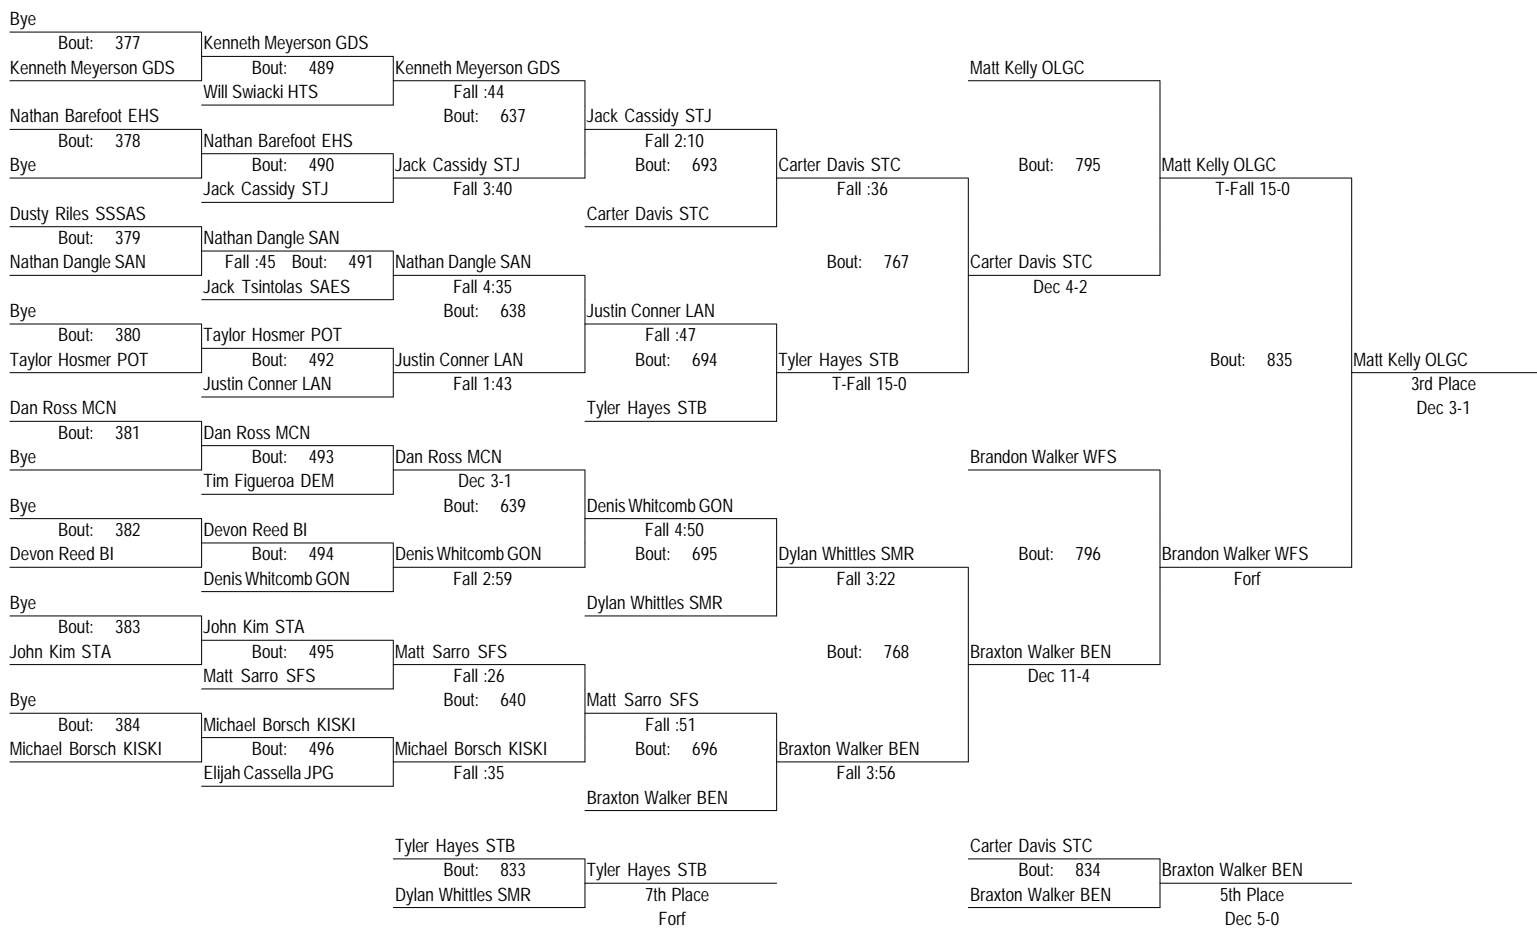 Bye
Bout: 377
Kenneth Meyerson GDS
Kenneth Meyerson GDS
Bout: 489
Kenneth Meyerson GDS
Matt Kelly OLGC
Will Swiacki HTS
Fall :44
Nathan Barefoot EHS
Bout: 637
Jack Cassidy STJ
Bout: 378
Nathan Barefoot EHS
Fall 2:10
Bye
Bout: 490
Jack Cassidy STJ
Bout: 693
Carter Davis STC
Bout: 795
Matt Kelly OLGC
Jack Cassidy STJ
Fall 3:40
Fall :36
T-Fall 15-0
Dusty Riles SSSAS
Carter Davis STC
Bout: 379
Nathan Dangle SAN
Nathan Dangle SAN
Fall :45 Bout: 491
Nathan Dangle SAN
Bout: 767
Carter Davis STC
Jack Tsintolas SAES
Fall 4:35
Dec 4-2
Bye
Bout: 638
Justin Conner LAN
Bout: 380
Taylor Hosmer POT
Fall :47
Taylor Hosmer POT
Bout: 492
Justin Conner LAN
Bout: 694
Tyler Hayes STB
Bout: 835
Matt Kelly OLGC
Justin Conner LAN
Fall 1:43
T-Fall 15-0
3rd Place
Dan Ross MCN
Tyler Hayes STB
Dec 3-1
Bout: 381
Dan Ross MCN
Bye
Bout: 493
Dan Ross MCN
Brandon Walker WFS
Tim Figueroa DEM
Dec 3-1
Bye
Bout: 639
Denis Whitcomb GON
Bout: 382
Devon Reed BI
Fall 4:50
Devon Reed BI
Bout: 494
Denis Whitcomb GON
Bout: 695
Dylan Whittles SMR
Bout: 796
Brandon Walker WFS
Denis Whitcomb GON
Fall 2:59
Fall 3:22
Forf
Bye
Dylan Whittles SMR
Bout: 383
John Kim STA
John Kim STA
Bout: 495
Matt Sarro SFS
Bout: 768
Braxton Walker BEN
Matt Sarro SFS
Fall :26
Dec 11-4
Bye
Bout: 640
Matt Sarro SFS
Bout: 384
Michael Borsch KISKI
Fall :51
Michael Borsch KISKI
Bout: 496
Michael Borsch KISKI
Bout: 696
Braxton Walker BEN
Elijah Cassella JPG
Fall :35
Fall 3:56
Braxton Walker BEN
Tyler Hayes STB
Carter Davis STC
Bout: 833
Tyler Hayes STB
Bout: 834
Braxton Walker BEN
Dylan Whittles SMR
7th Place
Braxton Walker BEN
5th Place
Forf
Dec 5-0